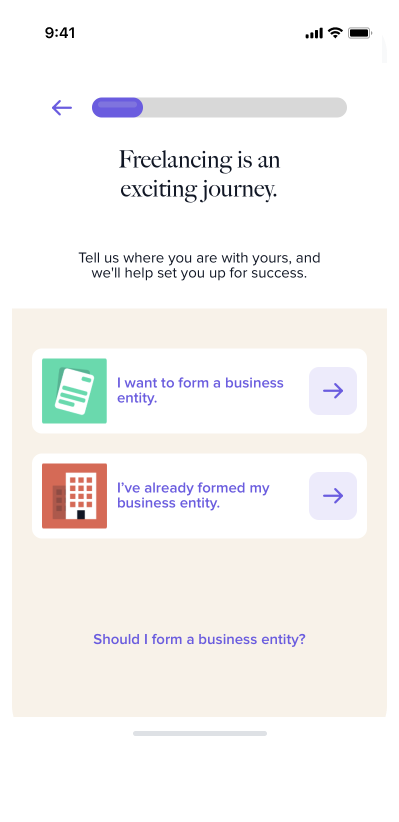 9:41
Freelancing is an
exciting journey.
Tell us where you are with yours, and
we'll help set you up for success.
I want to form a business
entity.
I've already formed my
business entity.
Should I form a business entity?